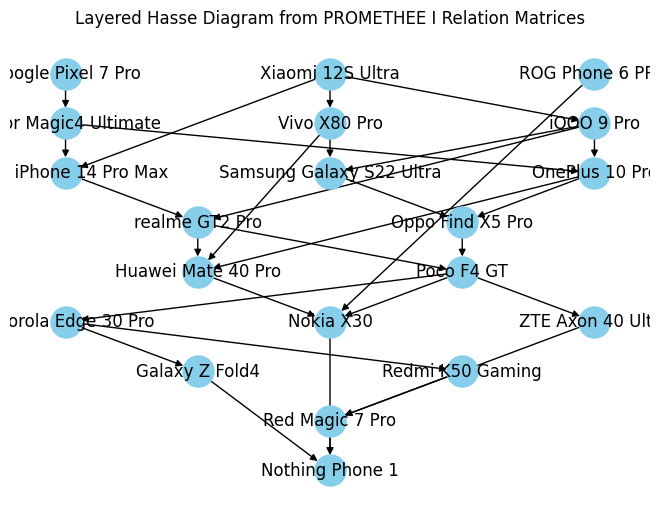 Layered Hasse Diagram from PROMETHEE I Relation Matrices
oogle Pixel 7 Pro
Xiaomi 12S Ultra
ROG Phone 6 PR
or Magic4 Ultimate
Vivo X80 Pro
iQOO 9 Pro
iPhone 14 Pro Max
Samsung Galaxy S22 Ultra
OnePlus 10 Pro
realme GT2 Pro
Oppo Find X5 Pro
Huawei Mate 40 Pro
Poco F4 GT
orola Edge 30 Pro
Nokia X30
ZTE Axon 40 Ult
Galaxy Z Fold4
Redmi K50 Gaming
Red Magic 7 Pro
Nothing Phone 1